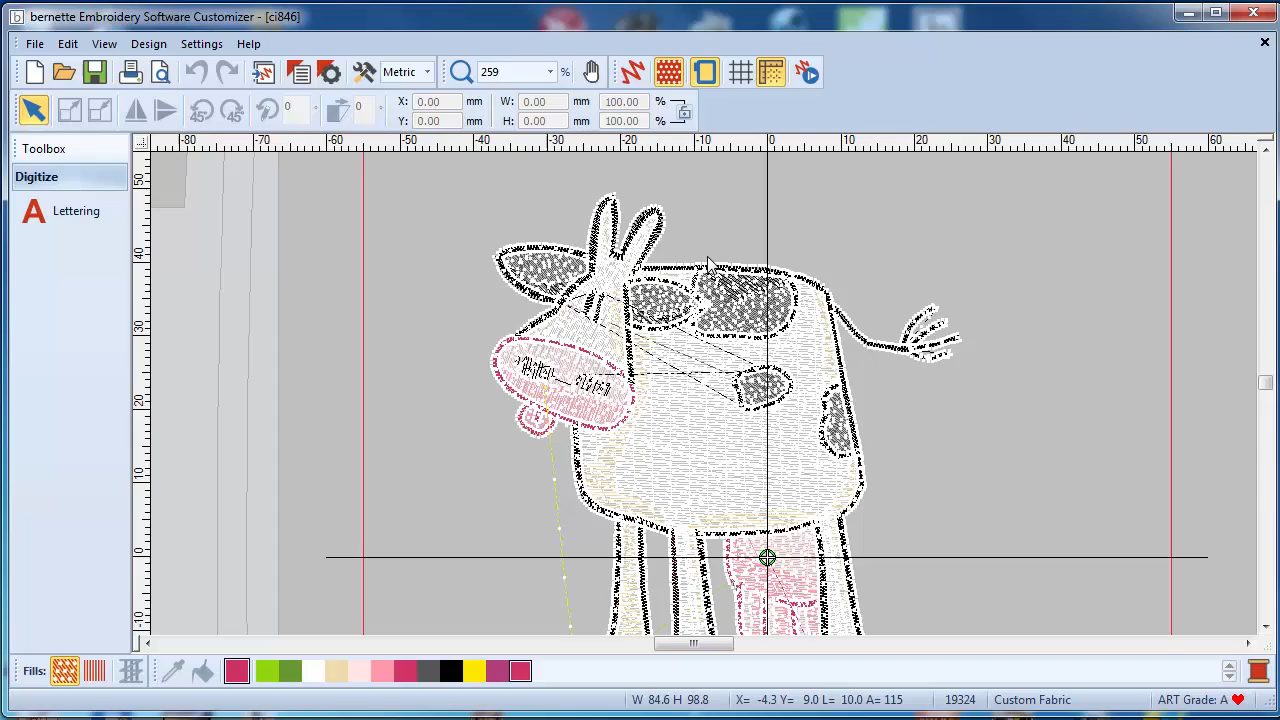 bernette Embroidery Software Customizer - [ci846]
File Edit View Design Settings Help
Metric 259 %
45° 45° 0 ° 0 ° X: 0.00 mm W: 0.00 mm 100.00 %
Y: 0.00 mm H: 0.00 mm 100.00 %
Toolbox
Digitize
A Lettering
-80 -70 -60 -50 -40 -30 -20 -10 0 10 20 30 40 50 60
50
40
30
20
10
0
-10
Fills:
W 84.6 H 98.8 X= -4.3 Y= 9.0 L= 10.0 A= 115 19324 Custom Fabric ART Grade: A